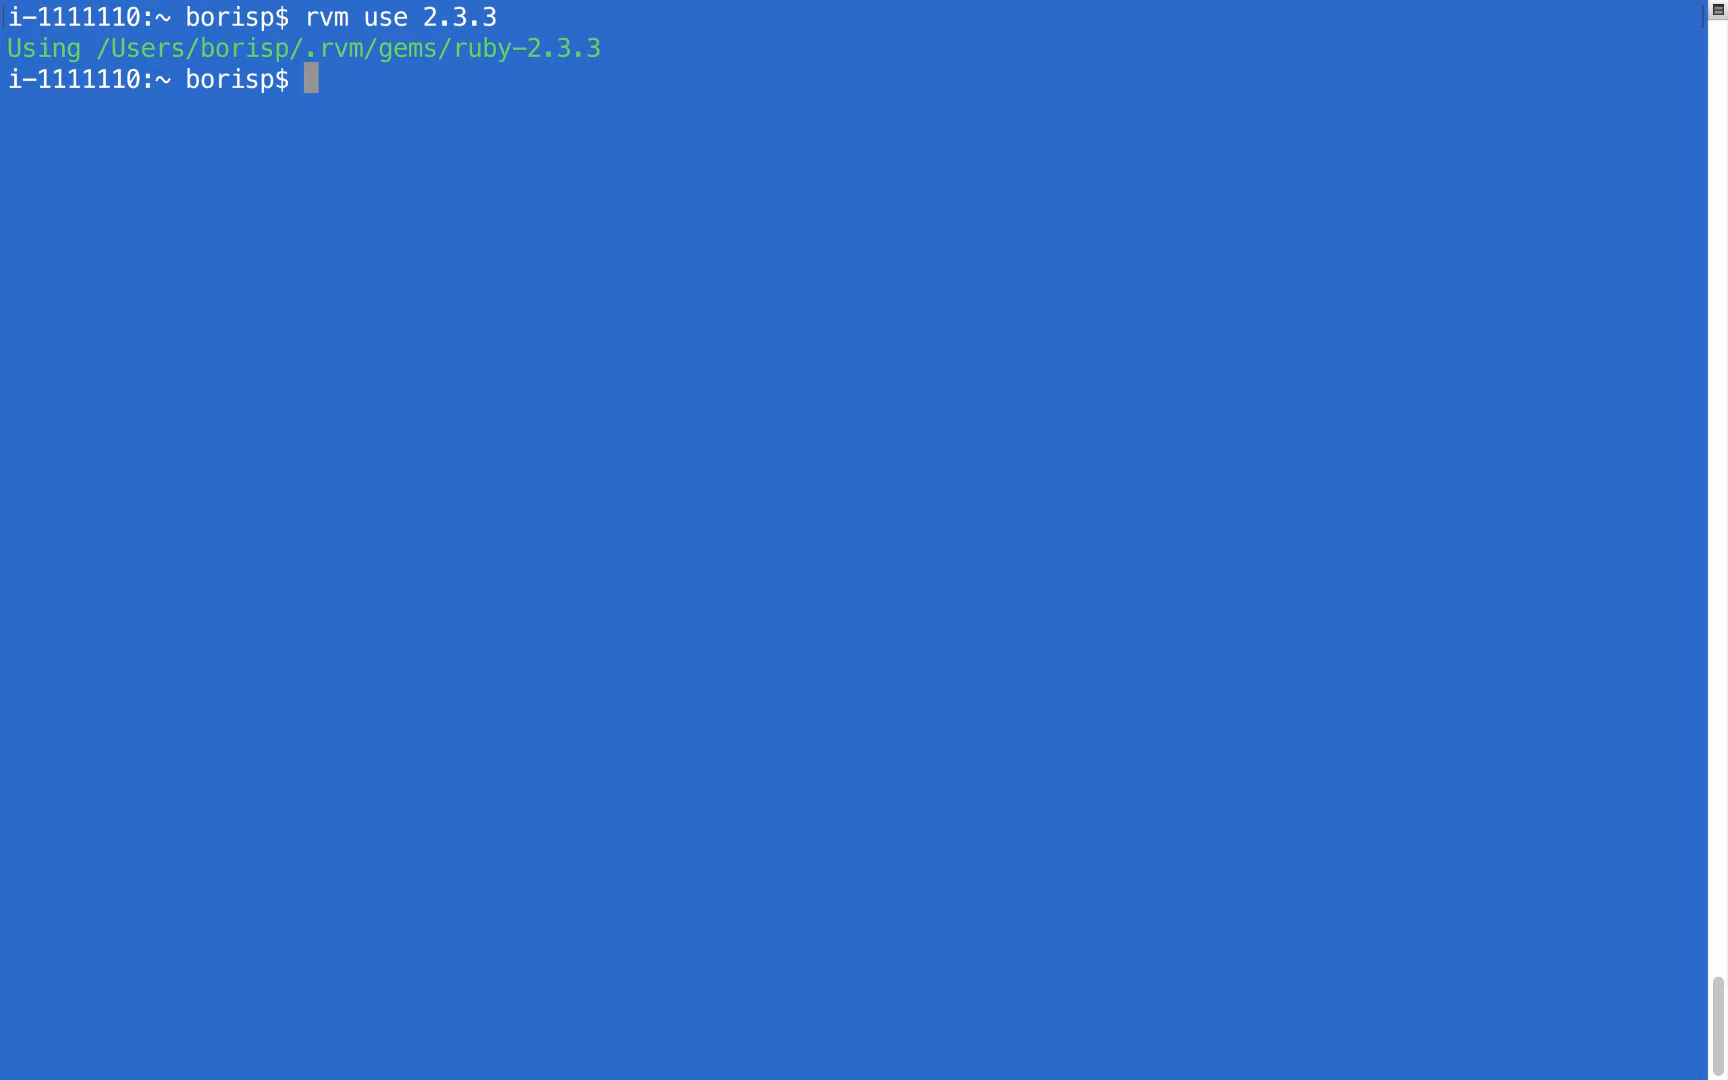 i-1111110:~ borisp$ rvm use 2.3.3
Using /Users/borisp/.rvm/gems/ruby-2.3.3
i-1111110:~ borisp$